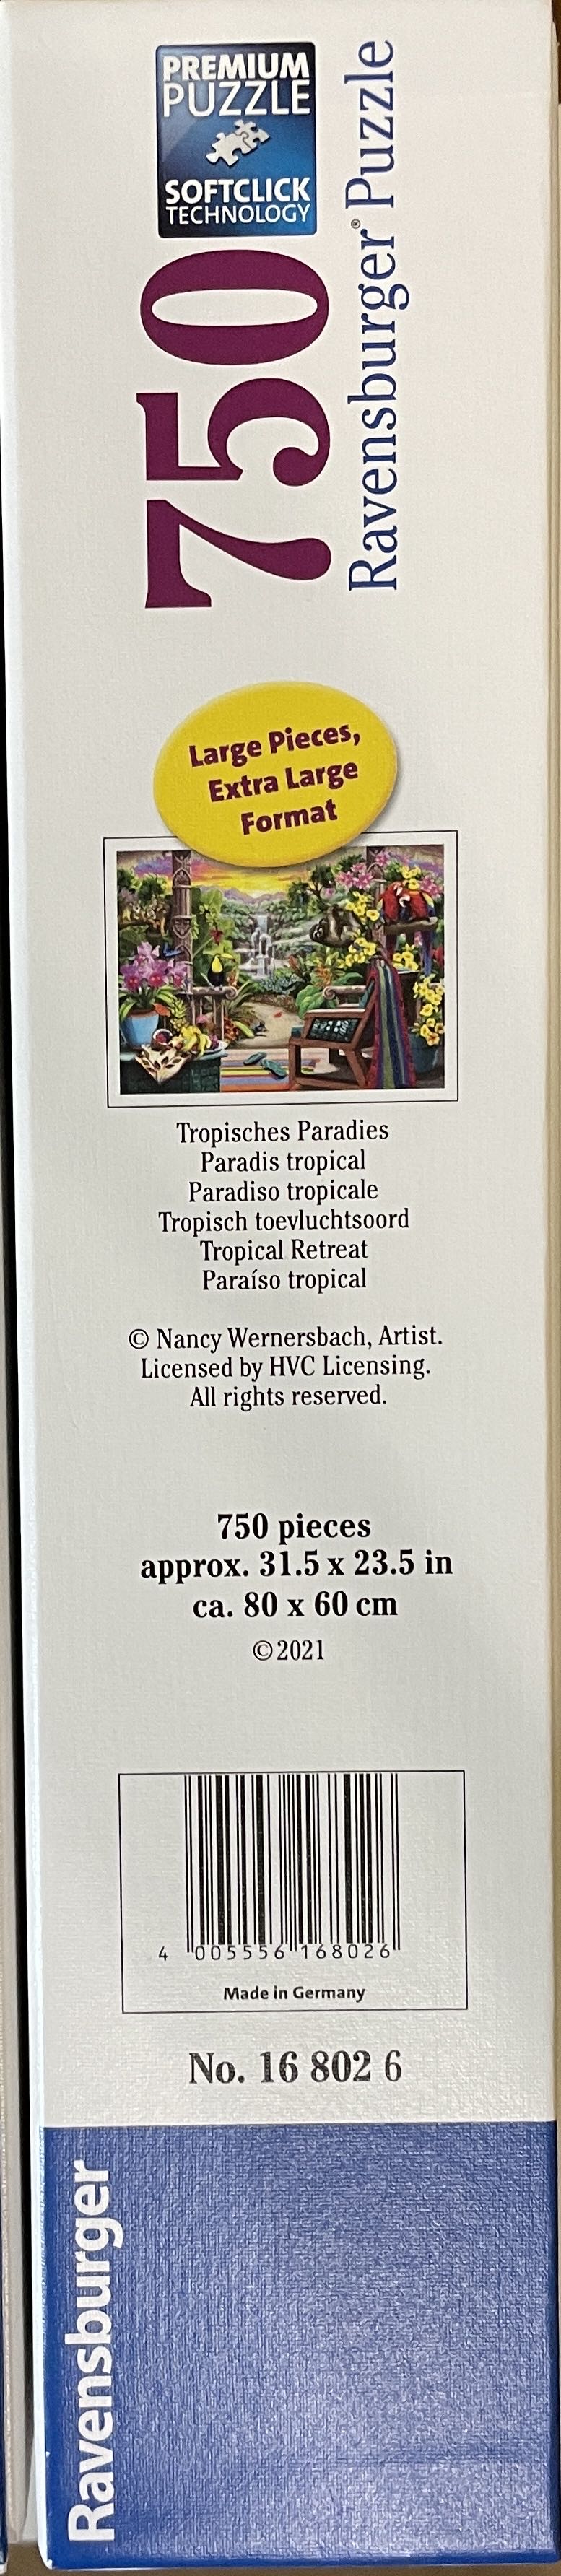 PREMIUM
PUZZLE
SOFTCLICK
TECHNOLOGY
750
Ravensburger® Puzzle
Large Pieces,
Extra Large
Format
Tropisches Paradies
Paradis tropical
Paradiso tropicale
Tropisch toevluchtsoord
Tropical Retreat
Paraíso tropical
© Nancy Wernersbach, Artist.
Licensed by HVC Licensing.
All rights reserved.
750 pieces
approx. 31.5 x 23.5 in
ca. 80 x 60 cm
©2021
4 005556 168026
Made in Germany
No. 16 802 6
Ravensburger